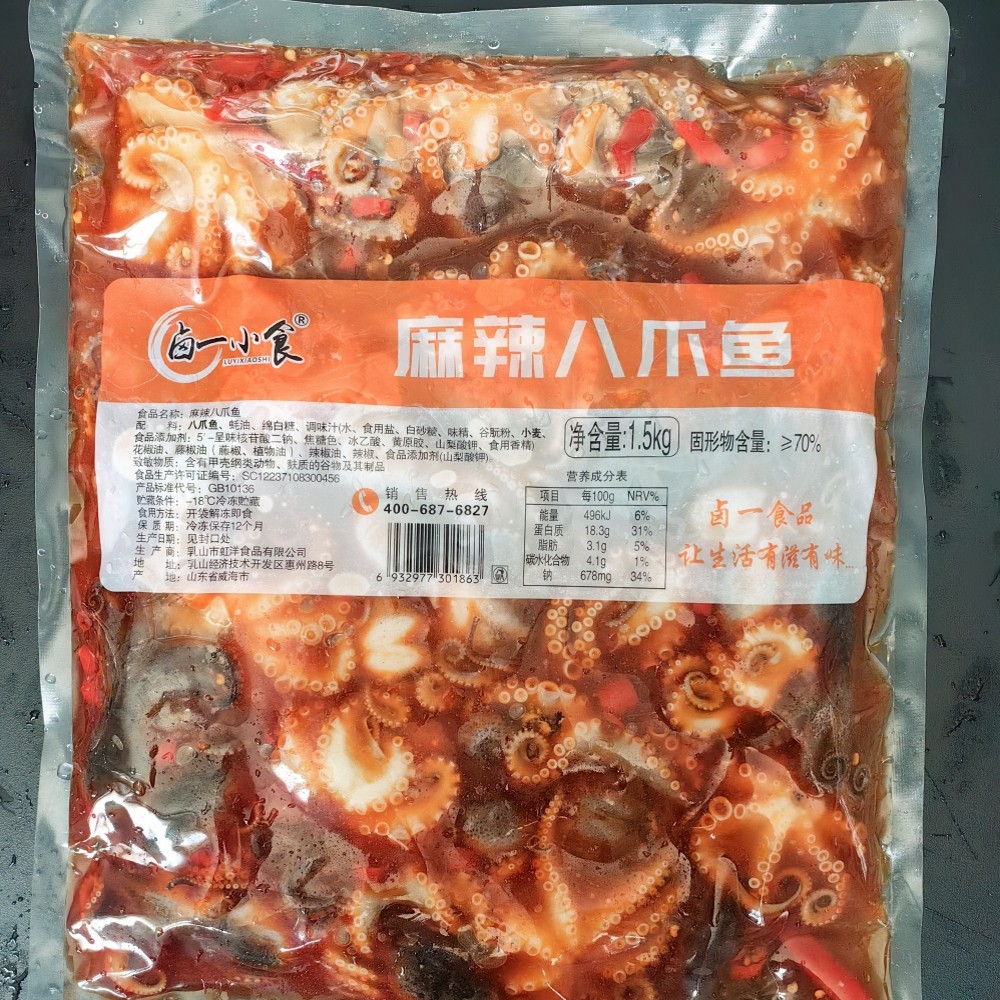 卤一小食®
LUYIXIAOSHI
麻辣八爪鱼
食品名称：麻辣八爪鱼
配 料：八爪鱼、蚝油、绵白糖、调味汁(水、食用盐、白砂糖、味精、谷朊粉、小麦、
食品添加剂：5′-呈味核苷酸二钠、焦糖色、冰乙酸、黄原胶、山梨酸钾、食用香精)
花椒油、藤椒油（藤椒、植物油）、辣椒油、辣椒、食品添加剂(山梨酸钾)
致敏物质：含有甲壳纲类动物、麸质的谷物及其制品
食品生产许可证编号：SC12237108300456
产品标准代号：GB10136
贮藏条件：-18℃冷冻贮藏
食用方法：开袋解冻即食
保 质 期：冷冻保存12个月
生产日期：见封口处
生 产 商：乳山市虹洋食品有限公司
地 址：乳山经济技术开发区惠州路8号
产 地：山东省威海市
销售热线
400-687-6827
6 932977 301863
净含量:1.5kg
固形物含量：≥70%
营养成分表
项目 每100g NRV%
能量 496kJ 6%
蛋白质 18.3g 31%
脂肪 3.1g 5%
碳水化合物 4.1g 1%
钠 678mg 34%
卤一食品
让生活有滋有味...